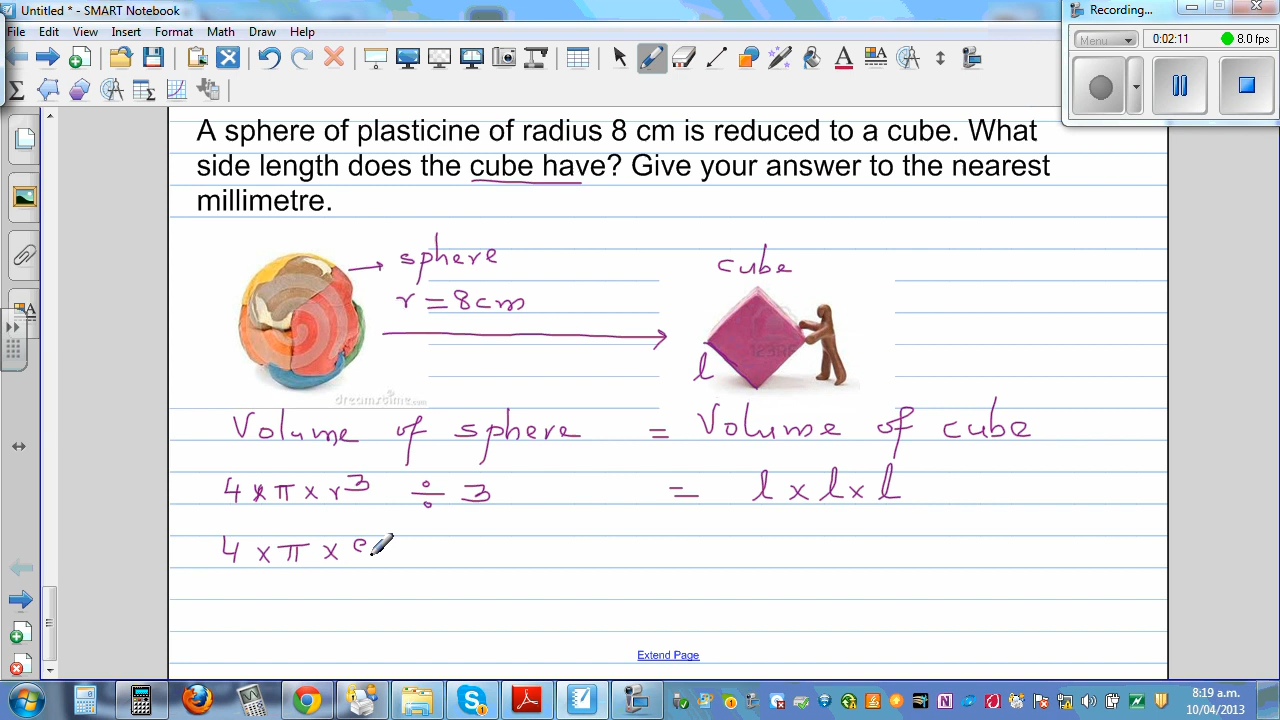 Untitled * - SMART Notebook
Recording...
File Edit View Insert Format Math Draw Help
Menu 0:02:11 8.0 fps
A sphere of plasticine of radius 8 cm is reduced to a cube. What
side length does the cube have? Give your answer to the nearest
millimetre.
sphere
cube
r = 8cm
123RF
l
dreamstime.com
Volume of sphere = Volume of cube
4 × π × r³ ÷ 3 = l × l × l
4 × π ×
Extend Page
8:19 a.m.
10/04/2013